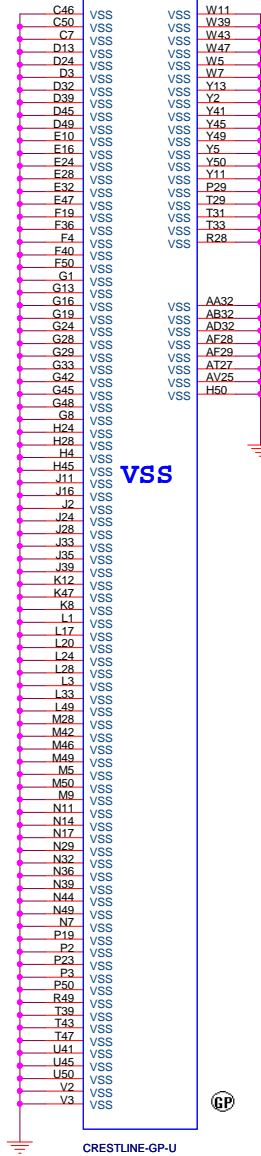 C46 VSS VSS W11
C50 VSS VSS W39
C7 VSS VSS W43
D13 VSS VSS W47
D24 VSS VSS W5
D3 VSS VSS W7
D32 VSS VSS Y13
D39 VSS VSS Y2
D45 VSS VSS Y41
D49 VSS VSS Y45
E10 VSS VSS Y49
E16 VSS VSS Y5
E24 VSS VSS Y50
E28 VSS VSS Y11
E32 VSS VSS P29
E47 VSS VSS T29
F19 VSS VSS T31
F36 VSS VSS T33
F4 VSS VSS R28
F40 VSS
F50 VSS
G1 VSS
G13 VSS
G16 VSS VSS AA32
G19 VSS VSS AB32
G24 VSS VSS AD32
G28 VSS VSS AF28
G29 VSS VSS AF29
G33 VSS VSS AT27
G42 VSS VSS AV25
G45 VSS VSS H50
G48 VSS
G8 VSS
H24 VSS
H28 VSS
H4 VSS
H45 VSS
VSS
J11 VSS
J16 VSS
J2 VSS
J24 VSS
J28 VSS
J33 VSS
J35 VSS
J39 VSS
K12 VSS
K47 VSS
K8 VSS
L1 VSS
L17 VSS
L20 VSS
L24 VSS
L28 VSS
L3 VSS
L33 VSS
L49 VSS
M28 VSS
M42 VSS
M46 VSS
M49 VSS
M5 VSS
M50 VSS
M9 VSS
N11 VSS
N14 VSS
N17 VSS
N29 VSS
N32 VSS
N36 VSS
N39 VSS
N44 VSS
N49 VSS
N7 VSS
P19 VSS
P2 VSS
P23 VSS
P3 VSS
P50 VSS
R49 VSS
T39 VSS
T43 VSS
T47 VSS
U41 VSS
U45 VSS
U50 VSS
V2 VSS
V3 VSS
GP
CRESTLINE-GP-U